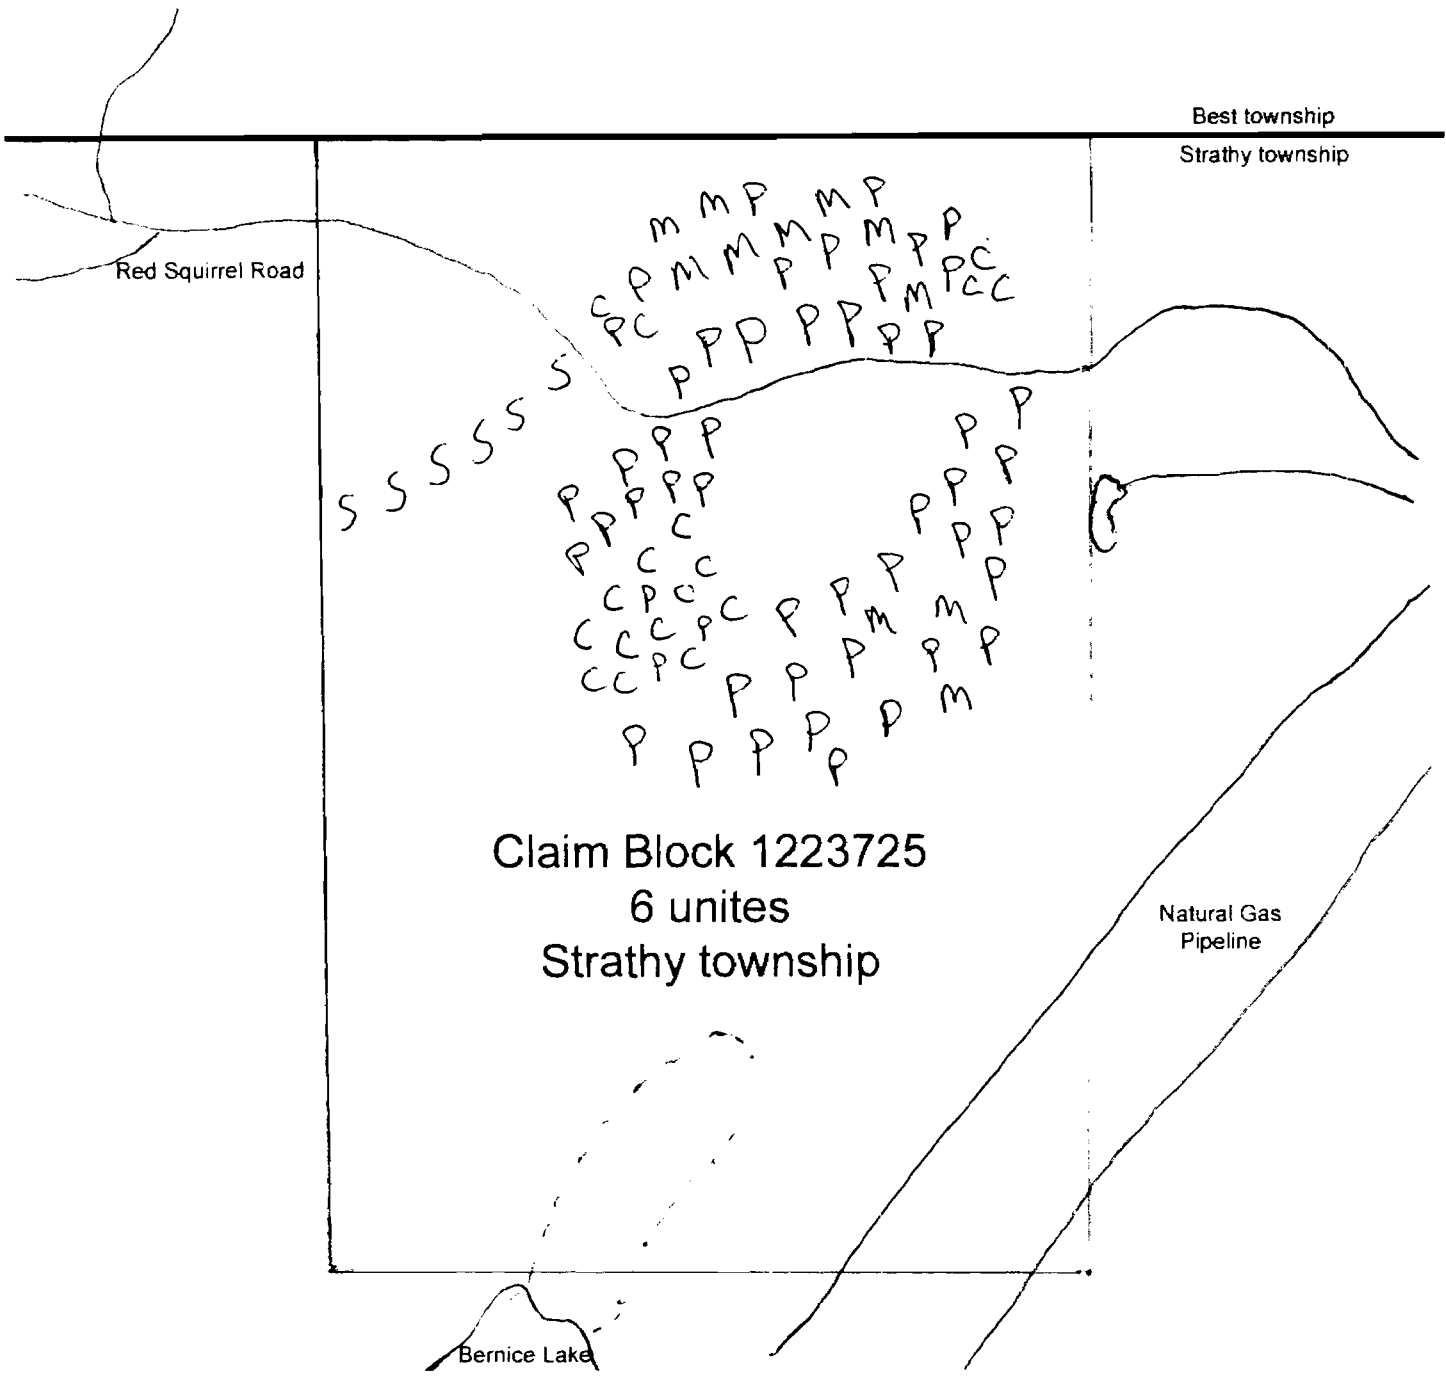 Best township
Strathy township
M P M P
M M M M P
P M M P P P C
C P M P C C
P C P P P P P P
S P
S P P P P
S P P P
S P P P P P
S P P P P P
S P C P P
P C C P P
C P C C P P M M
C C C P C P P P
C C P C P P M
P P P P P P
Red Squirrel Road
Claim Block 1223725
6 unites
Strathy township
Natural Gas
Pipeline
Bernice Lake